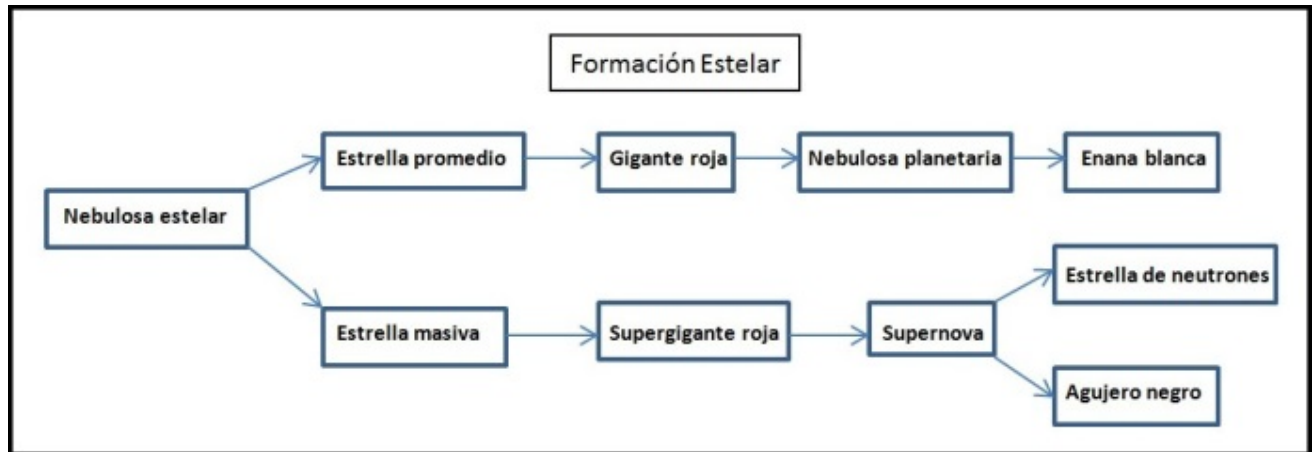 Formación Estelar
Estrella promedio
Gigante roja
Nebulosa planetaria
Enana blanca
Nebulosa estelar
Estrella de neutrones
Estrella masiva
Supergigante roja
Supernova
Agujero negro